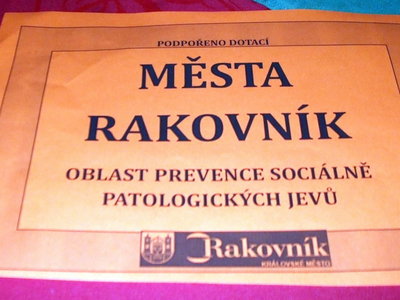 PODPOŘENO DOTACÍ
MĚSTA
RAKOVNÍK
OBLAST PREVENCE SOCIÁLNĚ
PATOLOGICKÝCH JEVŮ
Rakovník
KRÁLOVSKÉ MĚSTO